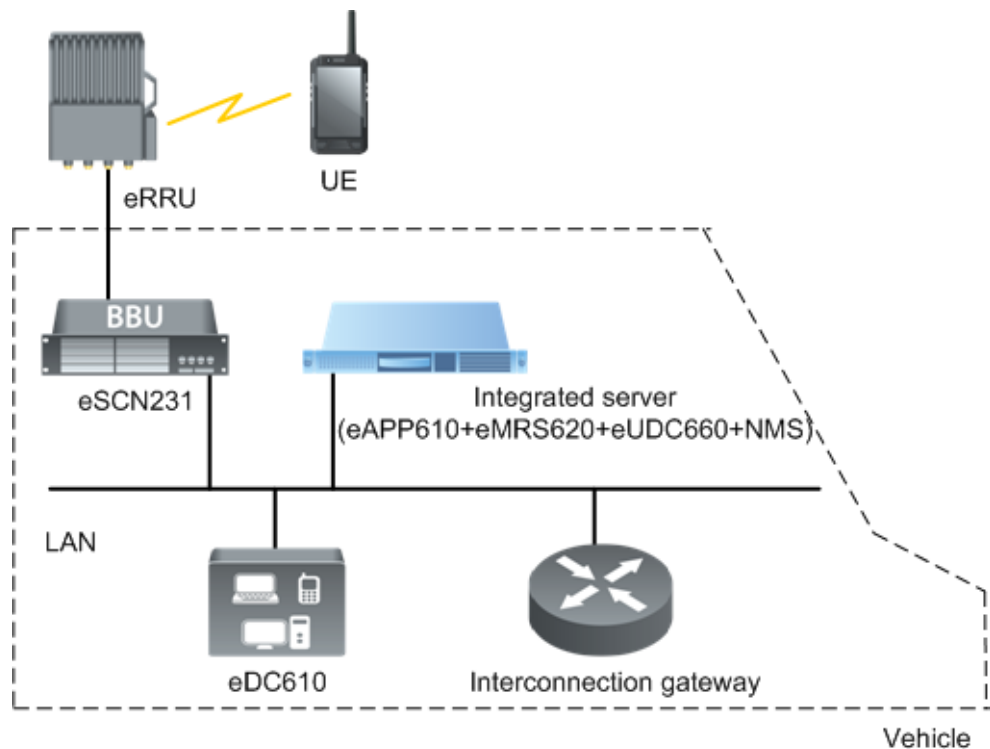 UE
eRRU
BBU
eSCN231
Integrated server
(eAPP610+eMRS620+eUDC660+NMS)
LAN
eDC610
Interconnection gateway
Vehicle